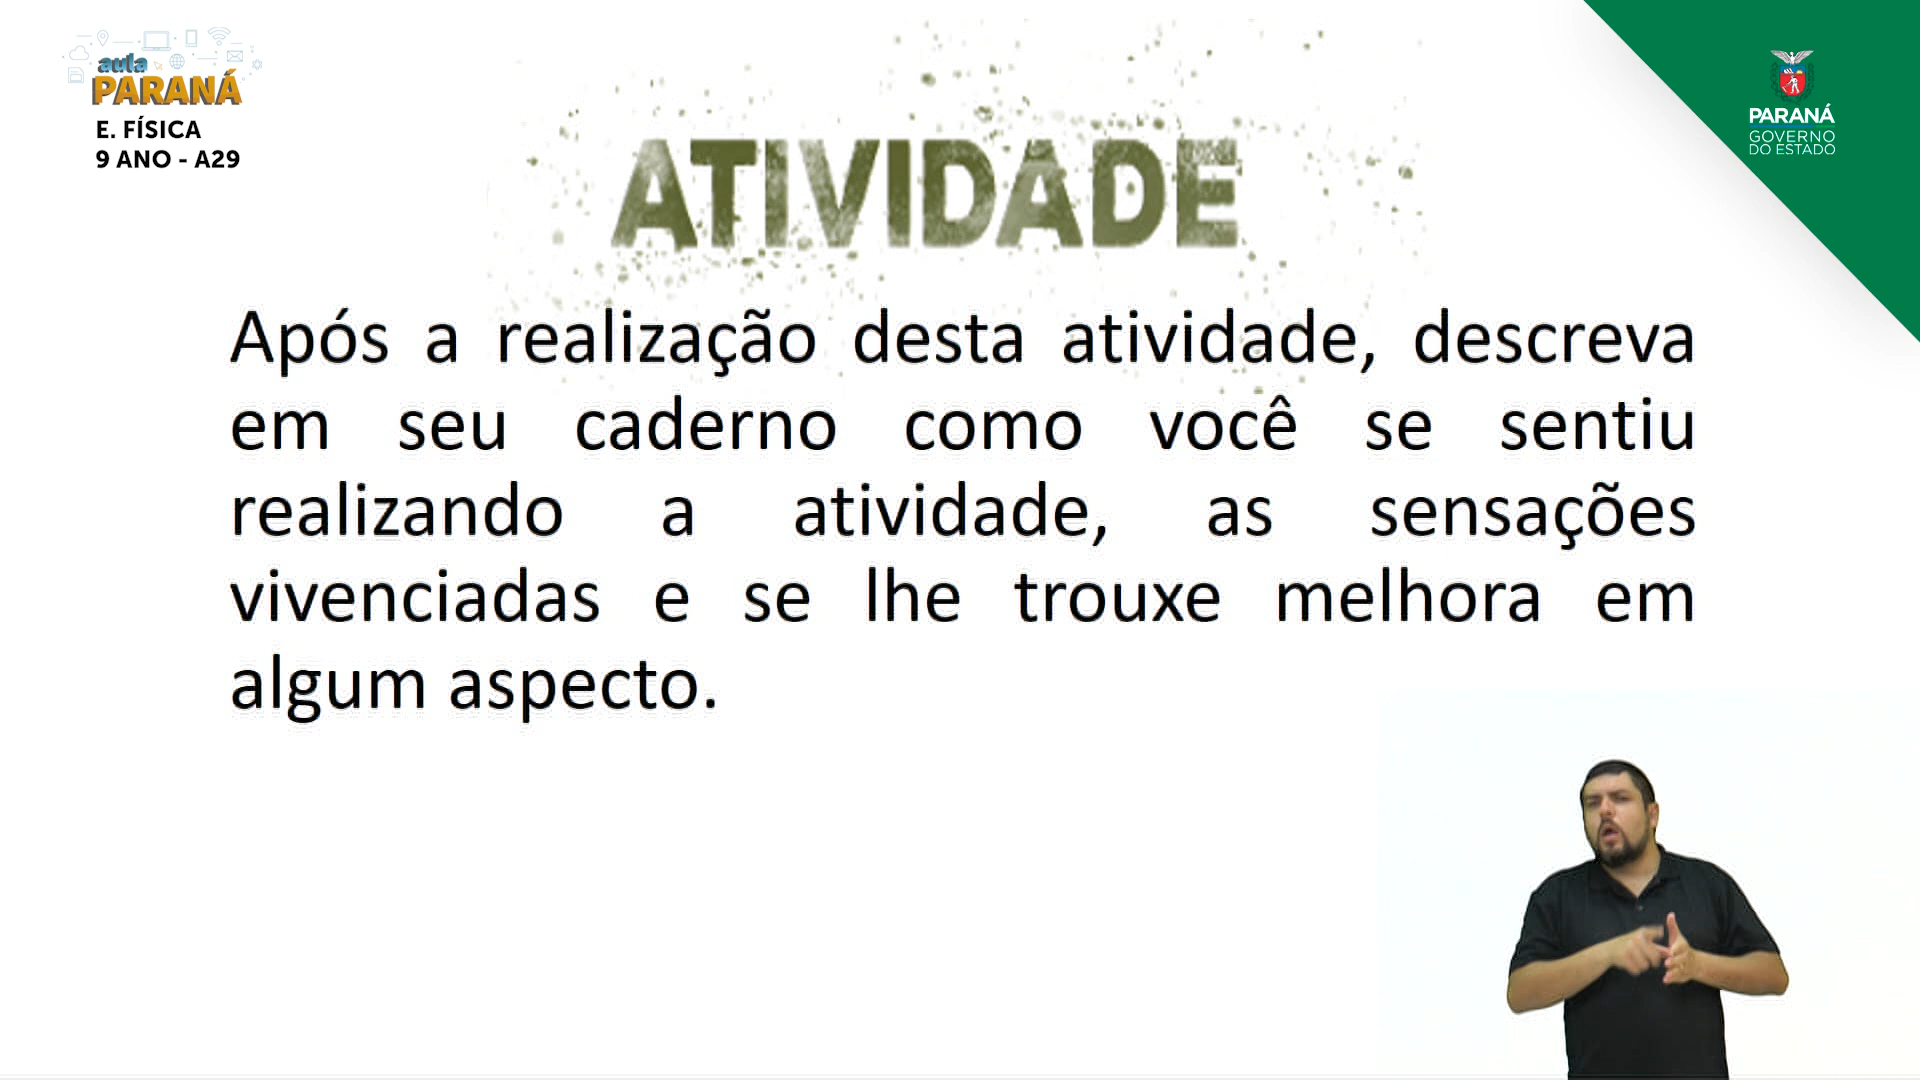 aula
PARANÁ
E. FÍSICA
9 ANO - A29
PARANÁ
GOVERNO
DO ESTADO
ATIVIDADE
Após a realização desta atividade, descreva
em seu caderno como você se sentiu
realizando a atividade, as sensações
vivenciadas e se lhe trouxe melhora em
algum aspecto.